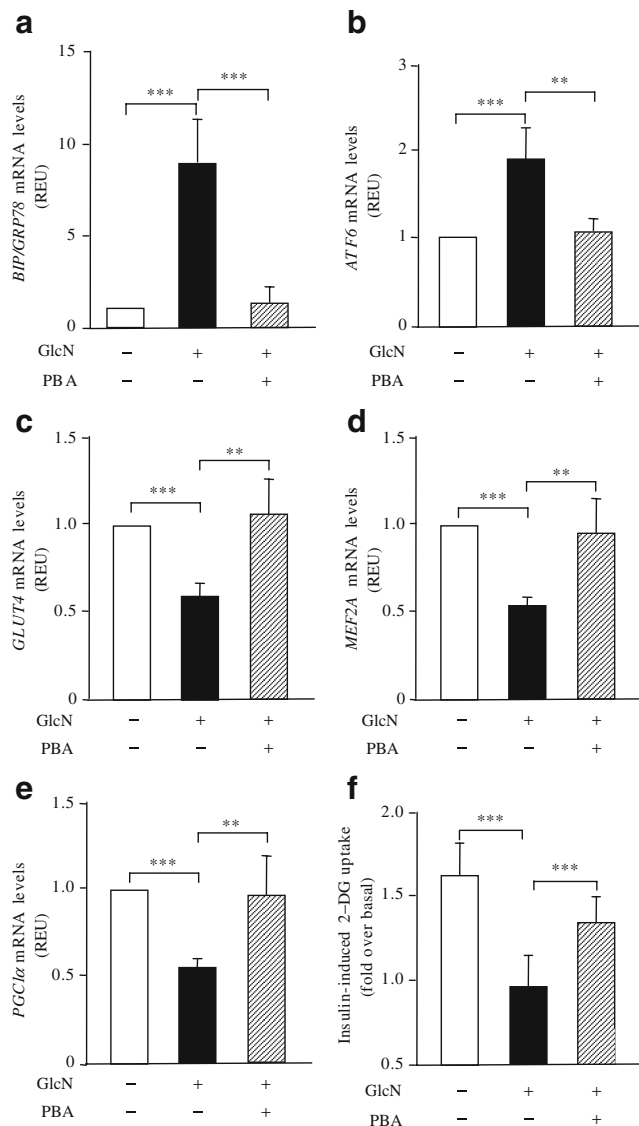 a
BIP/GRP78 mRNA levels
(REU)
15
10
5
0
***
***
GlcN − + +
PBA − − +
b
ATF6 mRNA levels
(REU)
3
2
1
0
***
**
GlcN − + +
PBA − − +
c
GLUT4 mRNA levels
(REU)
1.5
1.0
0.5
0
***
**
GlcN − + +
PBA − − +
d
MEF2A mRNA levels
(REU)
1.5
1.0
0.5
0
***
**
GlcN − + +
PBA − − +
e
PGC1α mRNA levels
(REU)
1.5
1.0
0.5
0
***
**
GlcN − + +
PBA − − +
f
Insulin-induced 2–DG uptake
(fold over basal)
2.0
1.5
1.0
0.5
***
***
GlcN − + +
PBA − − +